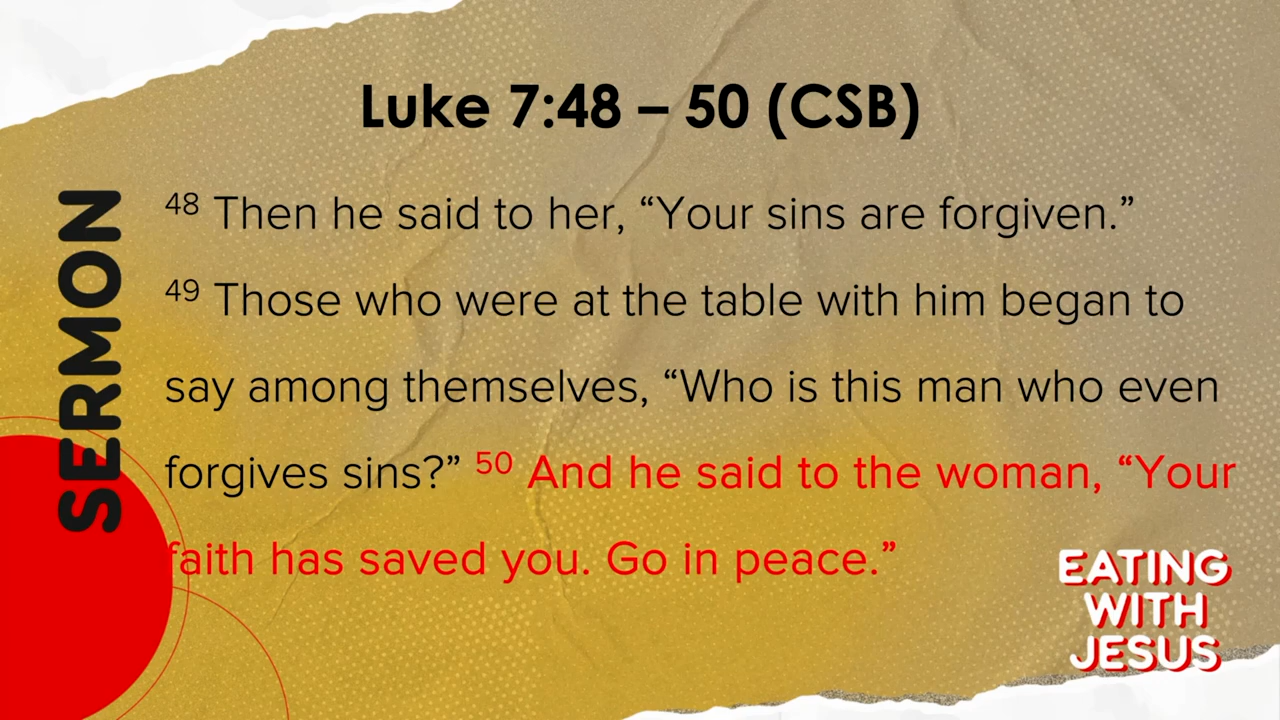 Luke 7:48 – 50 (CSB)
SERMON
48 Then he said to her, “Your sins are forgiven.”
49 Those who were at the table with him began to
say among themselves, “Who is this man who even
forgives sins?” 50 And he said to the woman, “Your
faith has saved you. Go in peace.”
EATING
WITH
JESUS